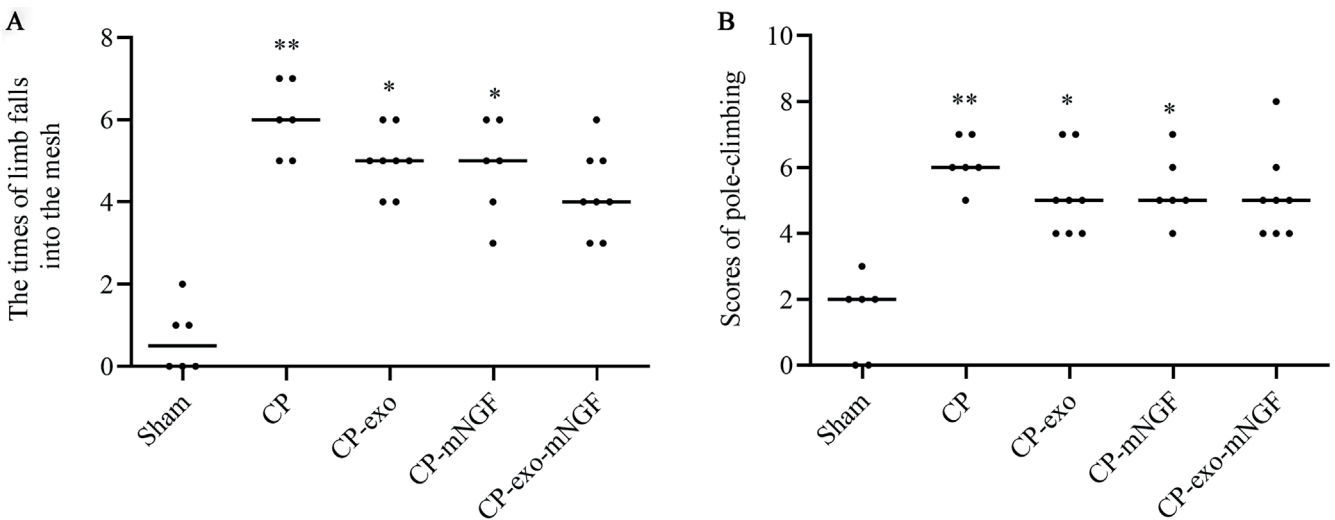 A
The times of limb falls
into the mesh
8
6
4
2
0
**
*
*
Sham
CP
CP-exo
CP-mNGF
CP-exo-mNGF
B
Scores of pole-climbing
10
8
6
4
2
0
**
*
*
Sham
CP
CP-exo
CP-mNGF
CP-exo-mNGF